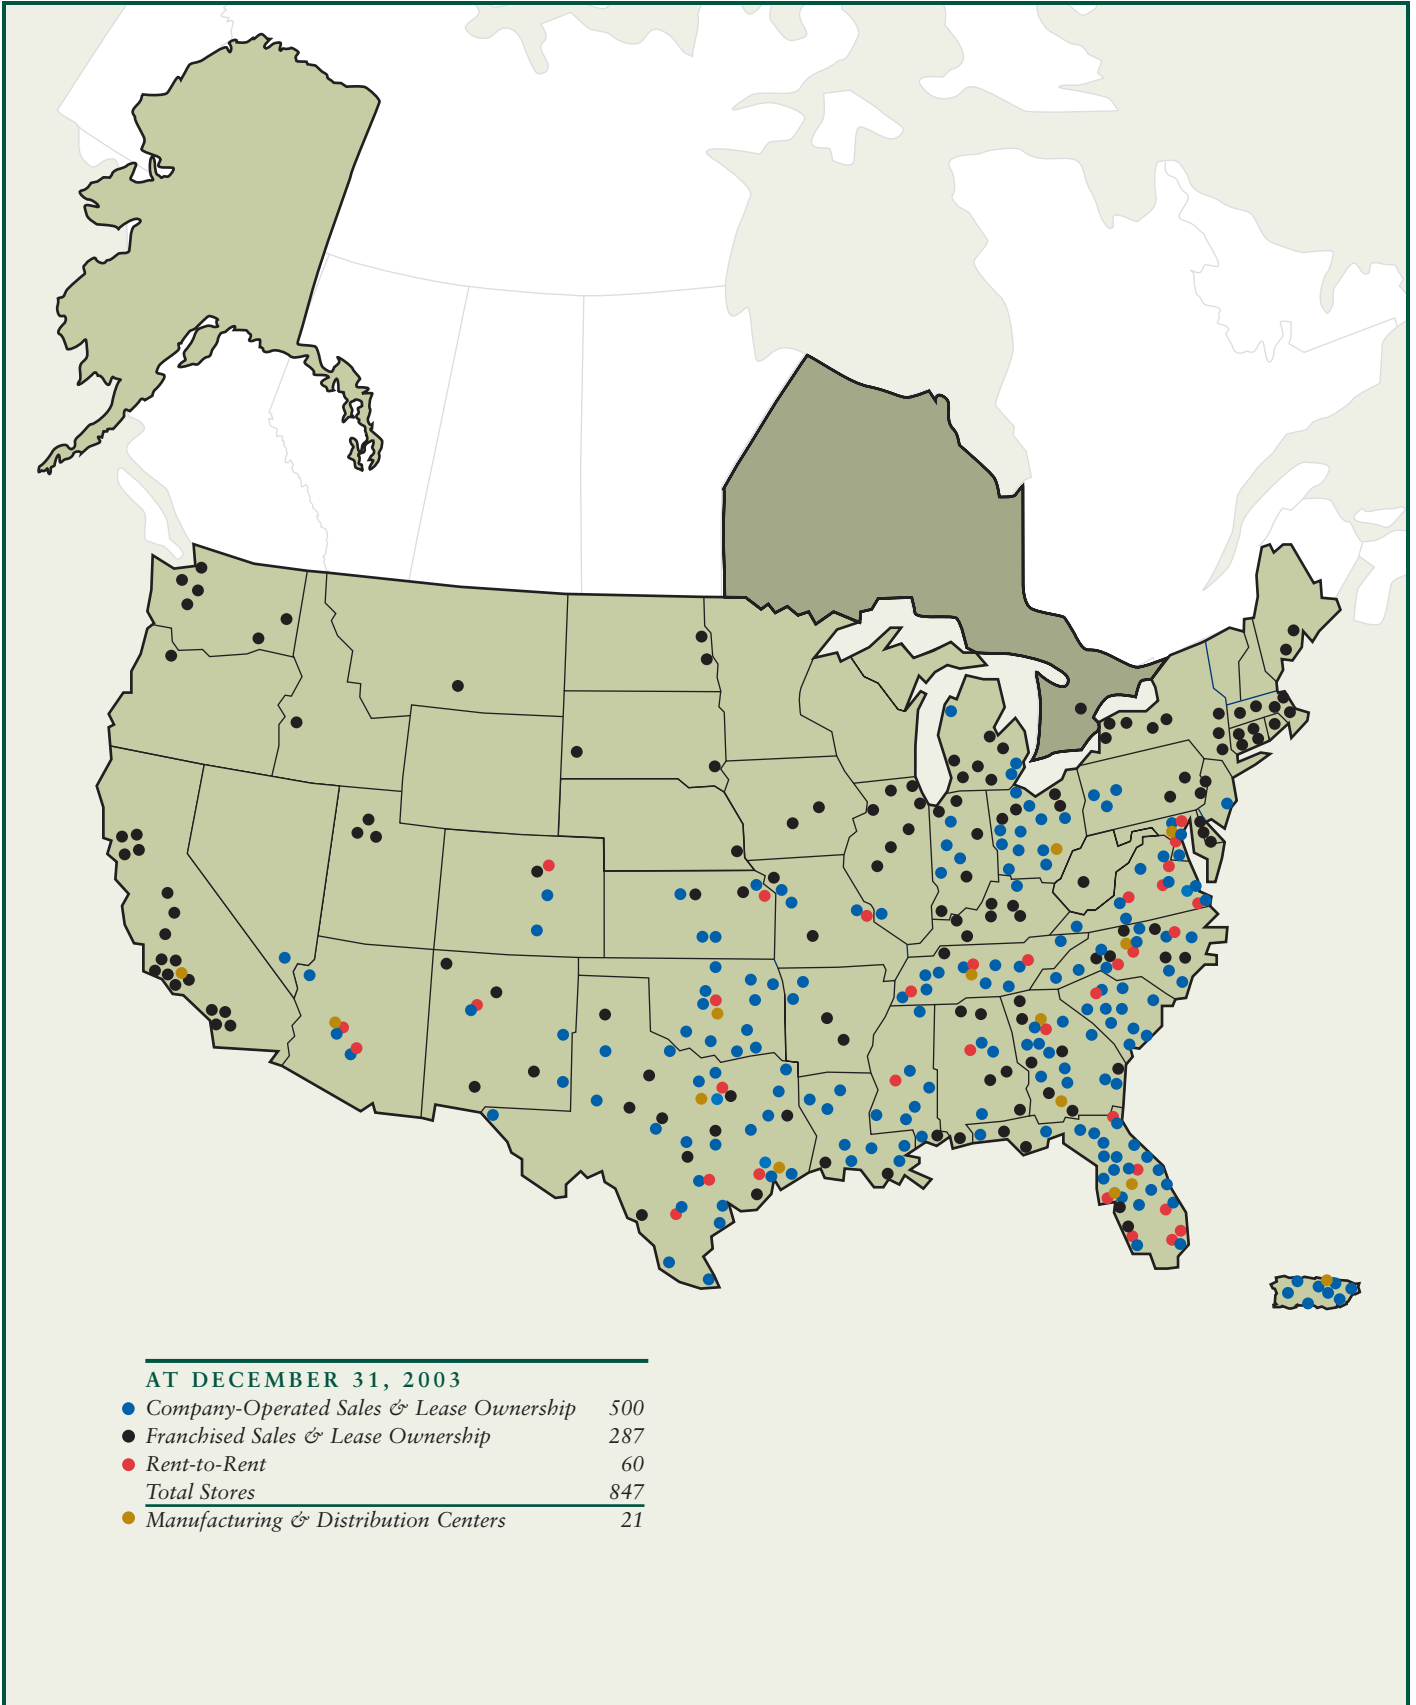 AT DECEMBER 31, 2003
Company-Operated Sales & Lease Ownership 500
Franchised Sales & Lease Ownership 287
Rent-to-Rent 60
Total Stores 847
Manufacturing & Distribution Centers 21